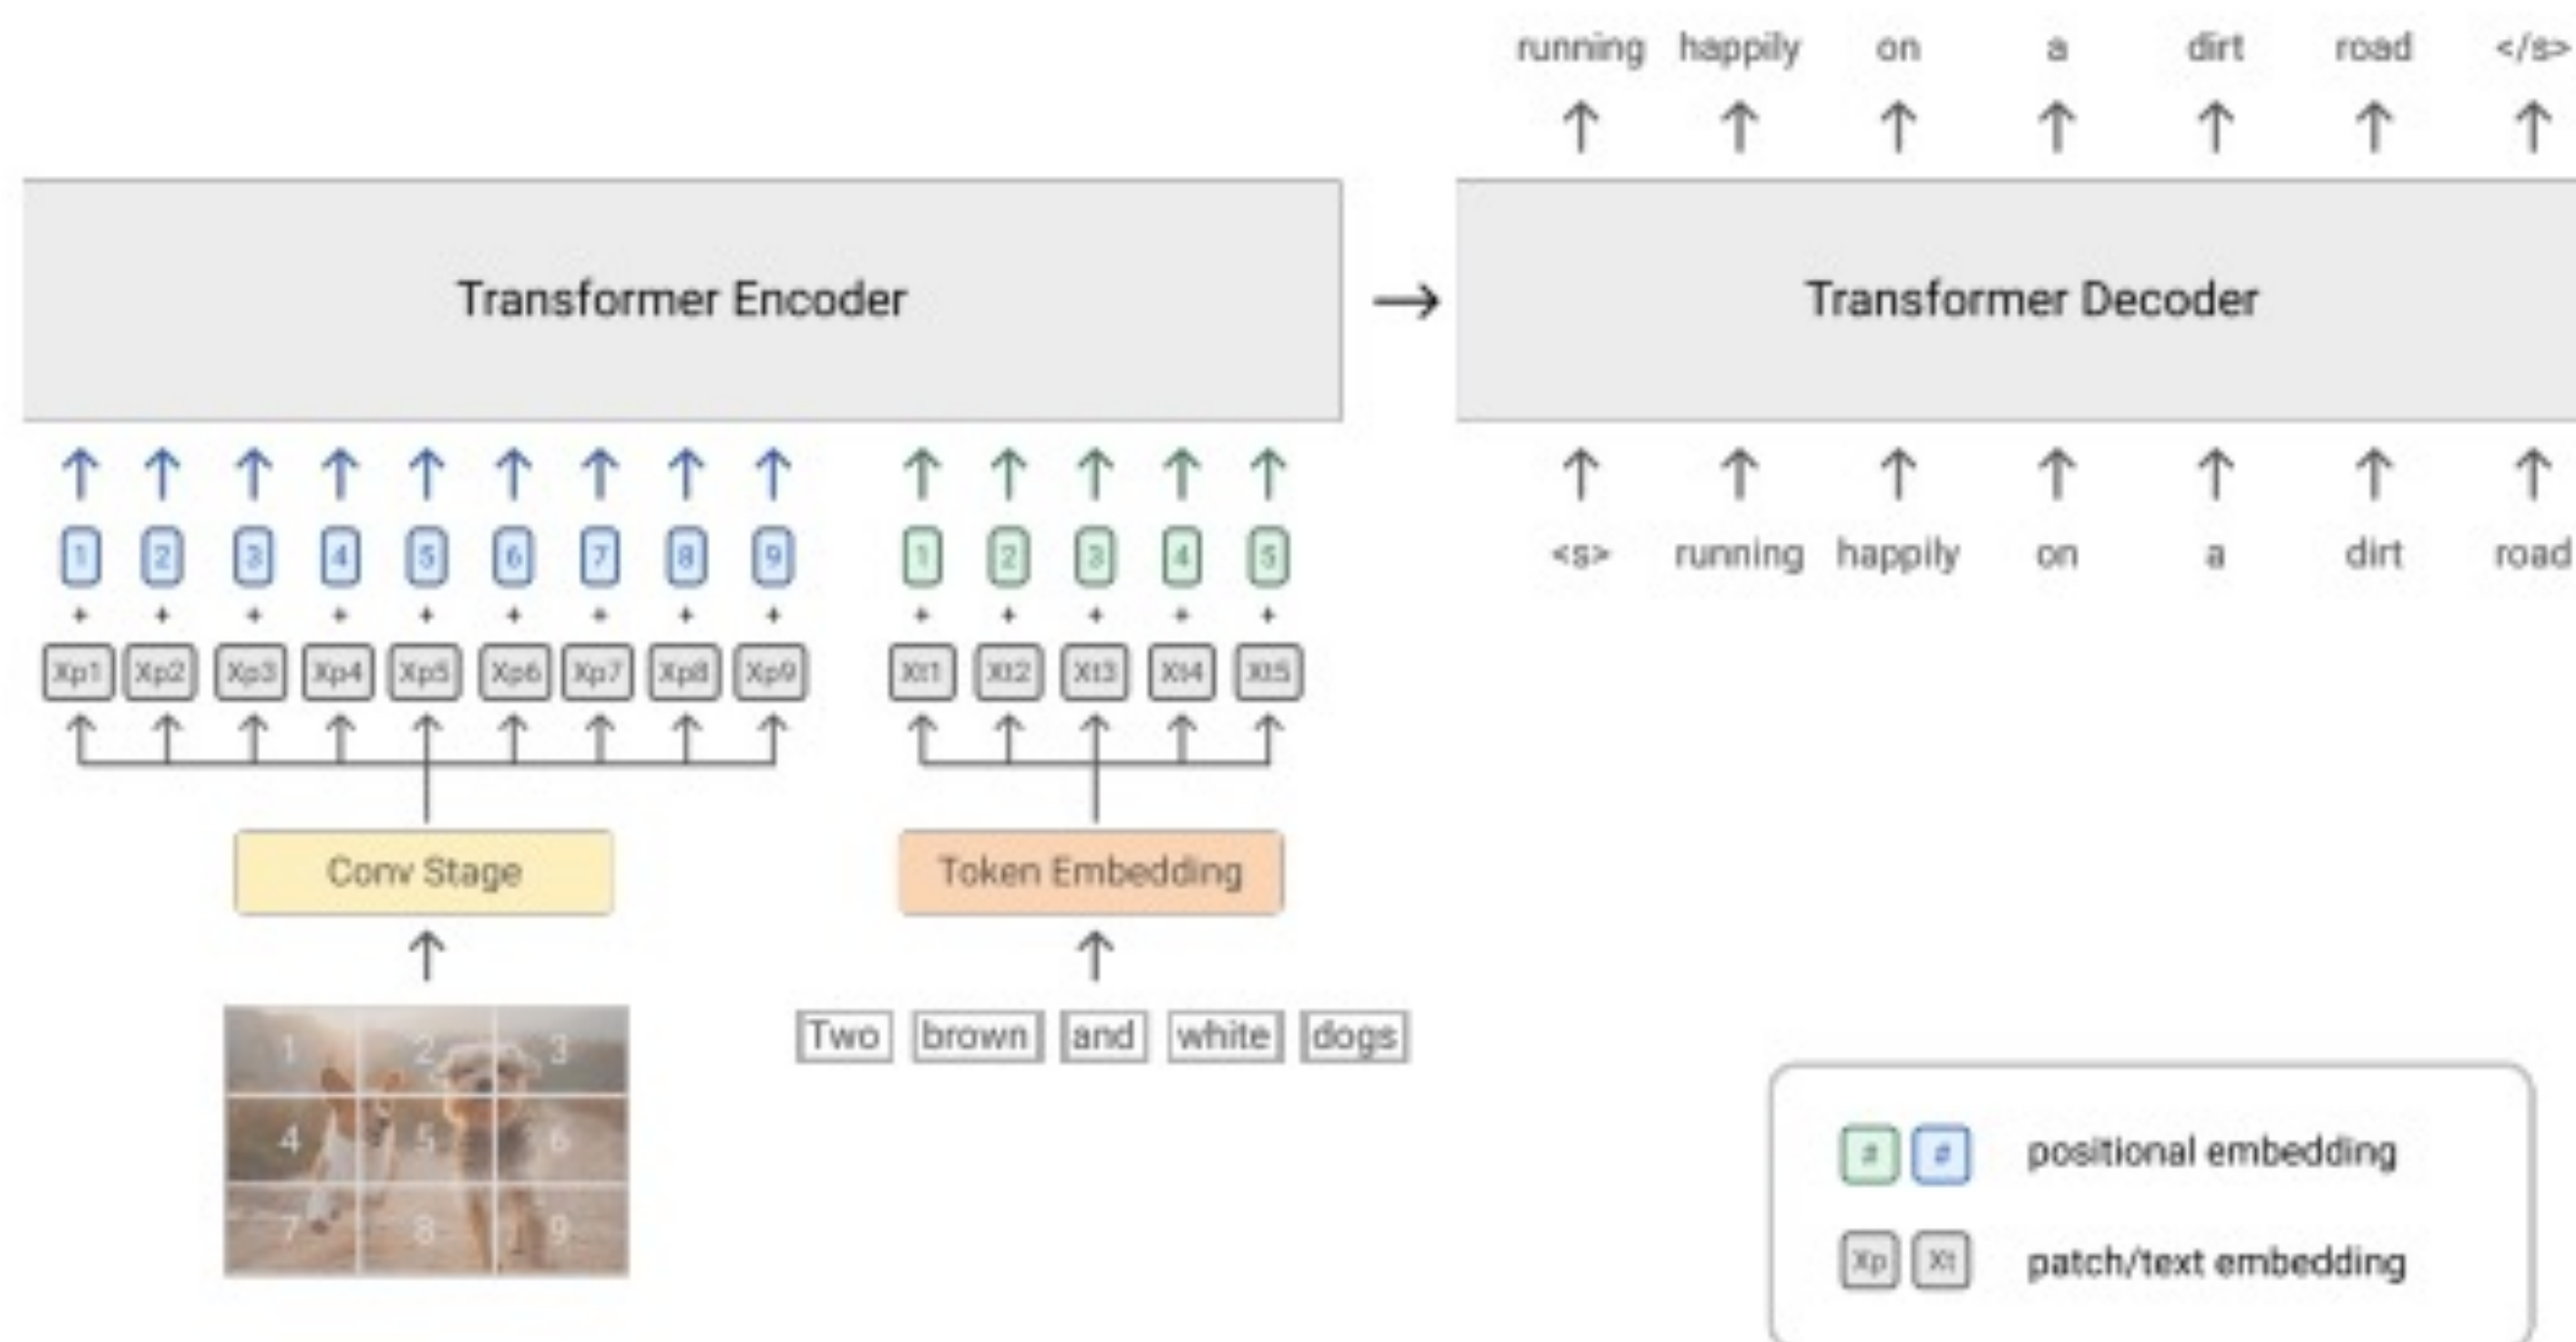 running happily on a dirt road </s>
Transformer Encoder
Transformer Decoder
1 2 3 4 5 6 7 8 9
1 2 3 4 5
<s> running happily on a dirt road
+ + + + + + + + +
+ + + + +
Xp1 Xp2 Xp3 Xp4 Xp5 Xp6 Xp7 Xp8 Xp9
Xt1 Xt2 Xt3 Xt4 Xt5
Conv Stage
Token Embedding
Two brown and white dogs
1 2 3
4 5 6
7 8 9
# # positional embedding
Xp Xt patch/text embedding